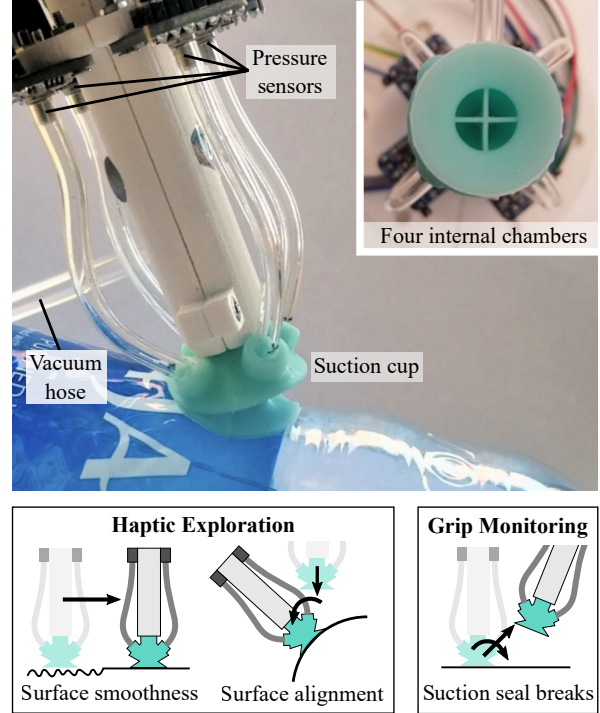 Pressure
sensors
Four internal chambers
Vacuum
hose
Suction cup
Haptic Exploration
Grip Monitoring
Surface smoothness
Surface alignment
Suction seal breaks